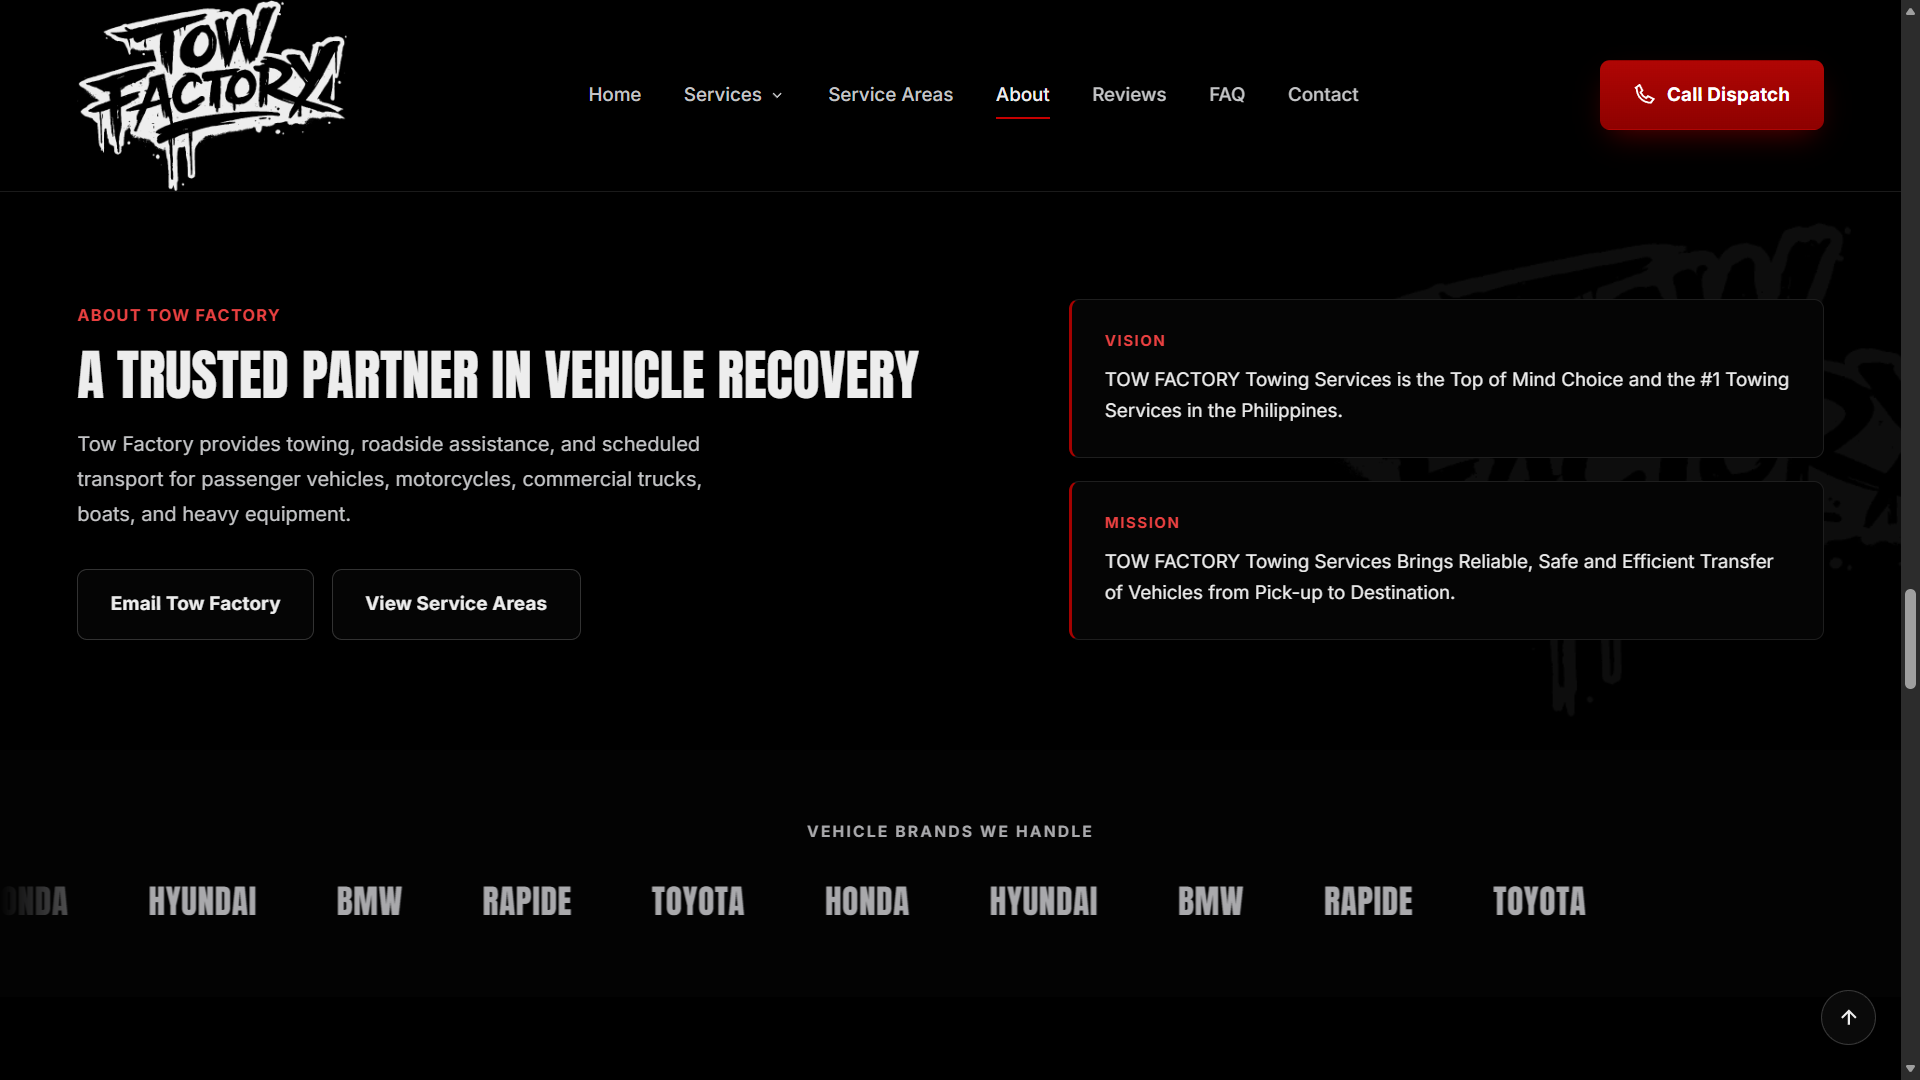 TOW
FACTORY
Home
Services
Service Areas
About
Reviews
FAQ
Contact
Call Dispatch
ABOUT TOW FACTORY
A TRUSTED PARTNER IN VEHICLE RECOVERY
Tow Factory provides towing, roadside assistance, and scheduled
transport for passenger vehicles, motorcycles, commercial trucks,
boats, and heavy equipment.
Email Tow Factory
View Service Areas
VISION
TOW FACTORY Towing Services is the Top of Mind Choice and the #1 Towing
Services in the Philippines.
MISSION
TOW FACTORY Towing Services Brings Reliable, Safe and Efficient Transfer
of Vehicles from Pick-up to Destination.
VEHICLE BRANDS WE HANDLE
ONDA HYUNDAI BMW RAPIDE TOYOTA HONDA HYUNDAI BMW RAPIDE TOYOTA